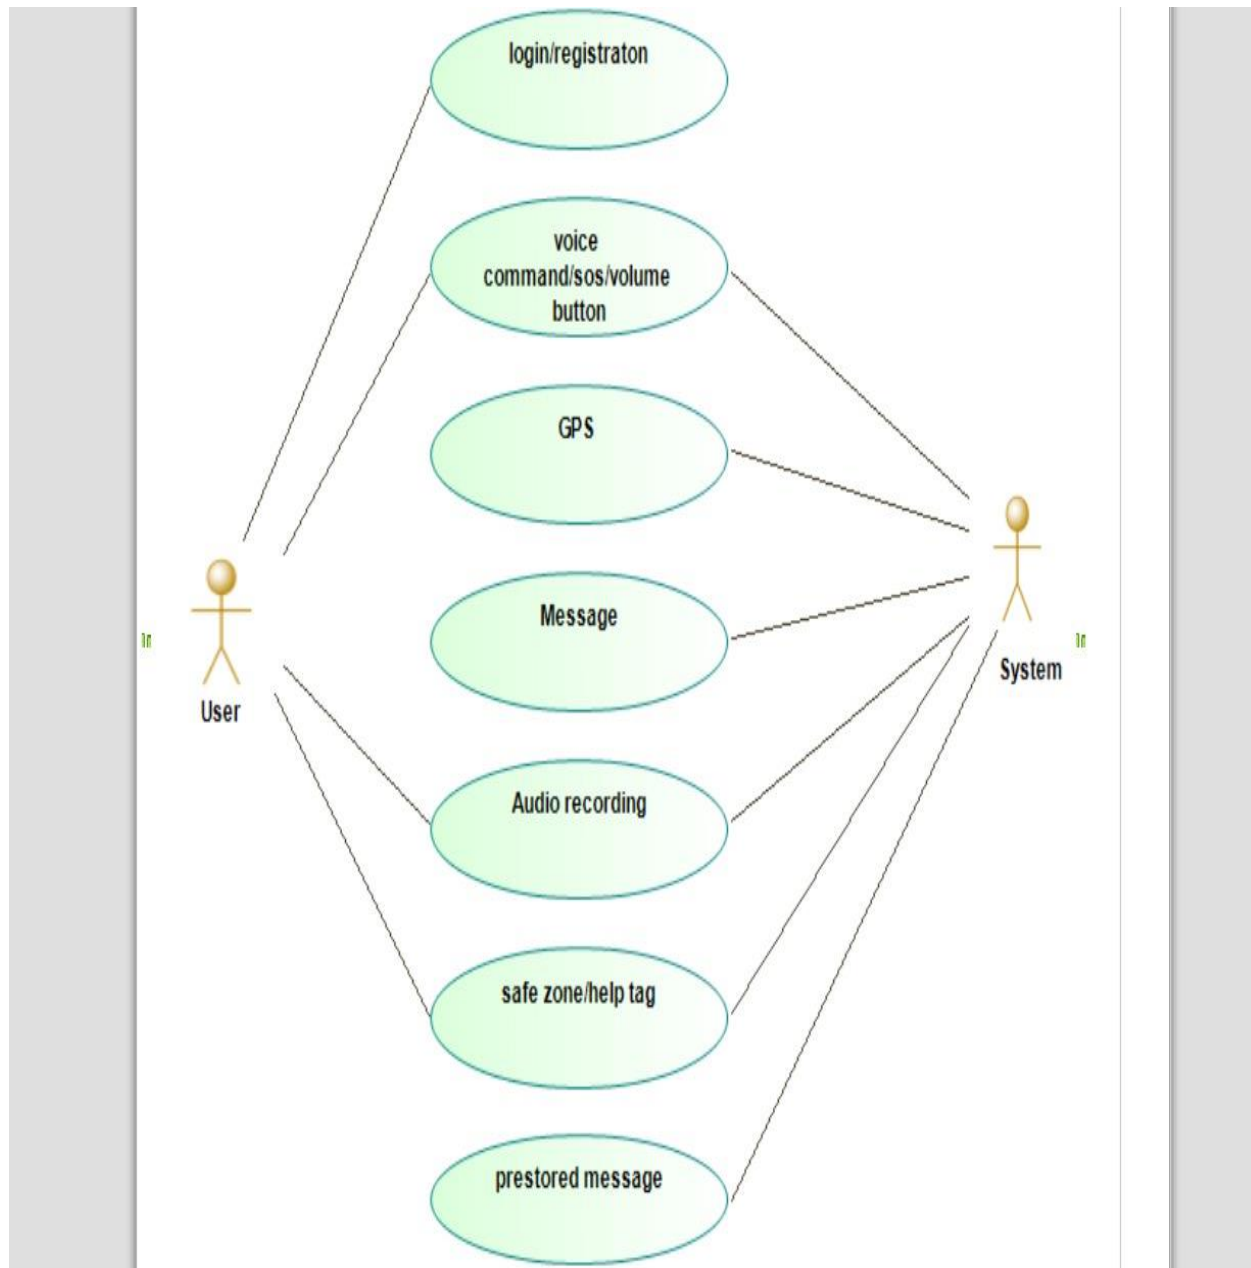 login/registraton
voice
command/sos/volume
button
GPS
Message
User
System
Audio recording
safe zone/help tag
prestored message